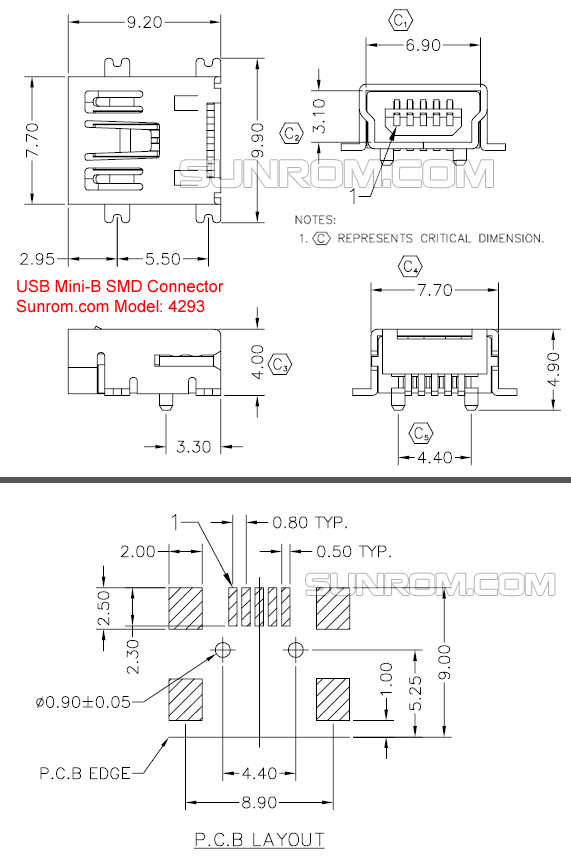 9.20
C1
6.90
7.70
9.90
3.10
C2
SUNROM.COM
1
2.95
5.50
NOTES:
1. C REPRESENTS CRITICAL DIMENSION.
USB Mini-B SMD Connector
Sunrom.com Model: 4293
C4
7.70
4.00
C3
4.90
3.30
C5
4.40
1
0.80 TYP.
2.00
0.50 TYP.
SUNROM.COM
2.50
2.30
Ø0.90±0.05
1.00
5.25
9.00
P.C.B EDGE
4.40
8.90
P.C.B LAYOUT